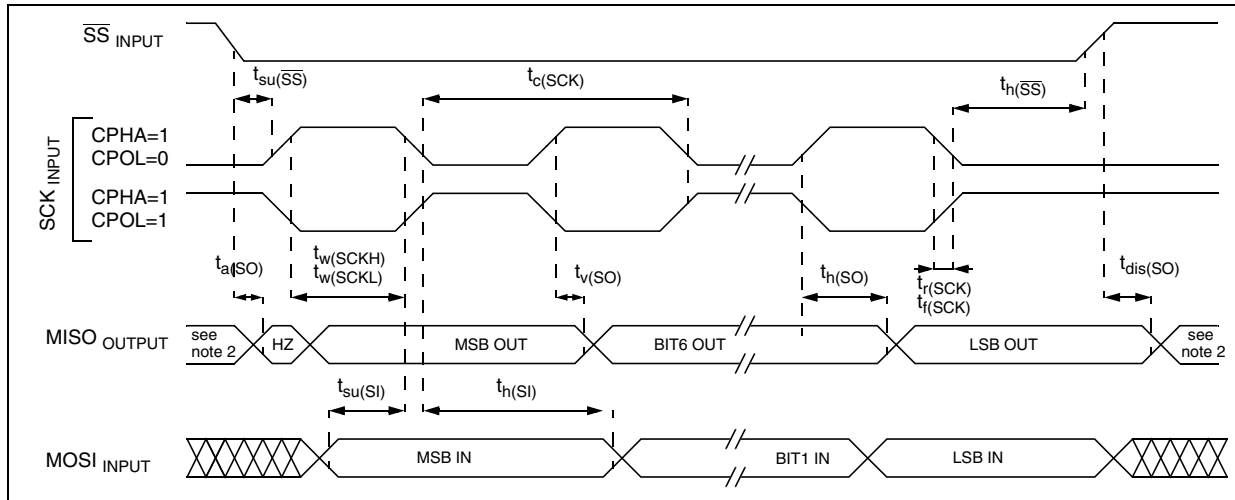 SS INPUT
tsu(SS)
tc(SCK)
th(SS)
SCK INPUT
CPHA=1
CPOL=0
CPHA=1
CPOL=1
ta(SO)
tw(SCKH)
tw(SCKL)
tv(SO)
th(SO)
tr(SCK)
tf(SCK)
tdis(SO)
MISO OUTPUT
see
note 2
HZ
MSB OUT
BIT6 OUT
LSB OUT
see
note 2
tsu(SI)
th(SI)
MOSI INPUT
MSB IN
BIT1 IN
LSB IN